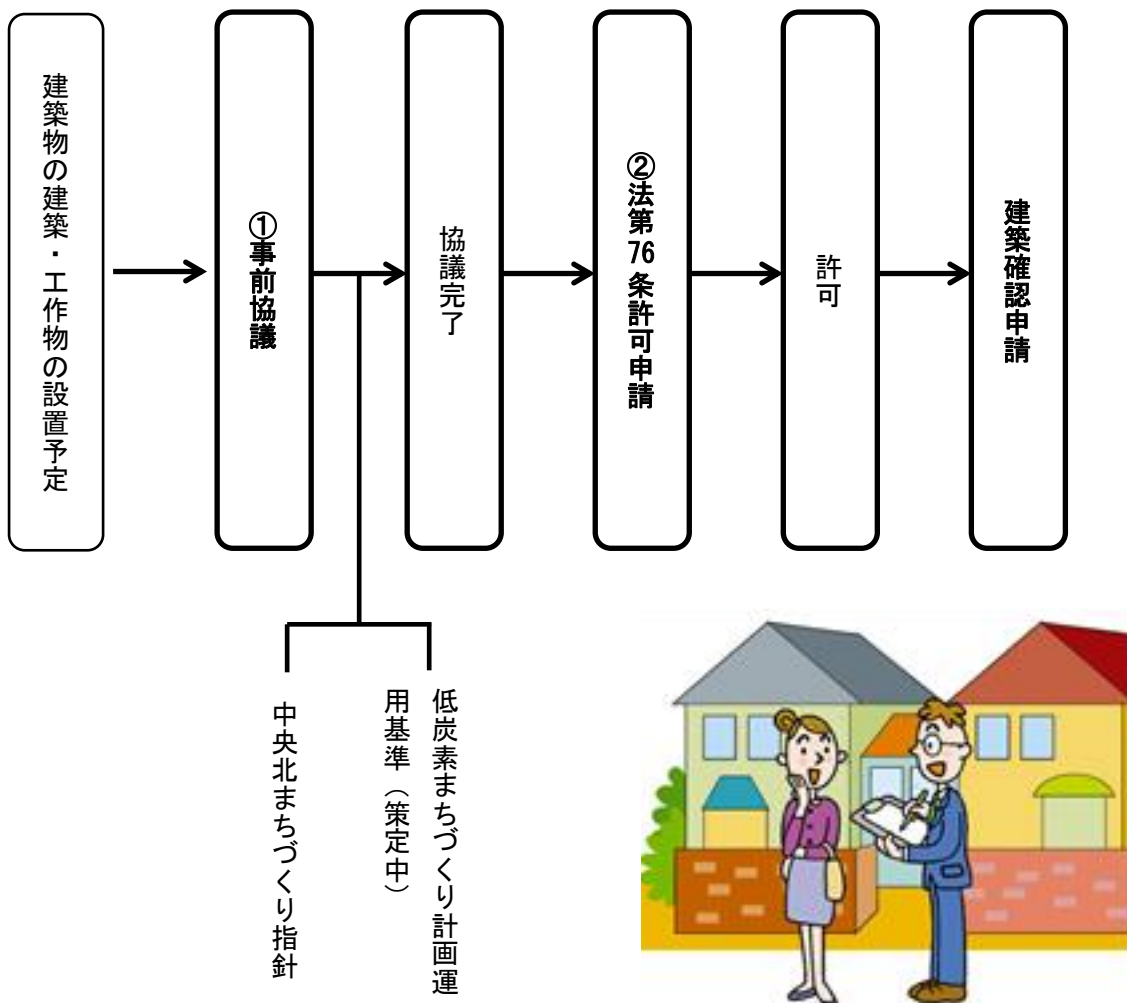 建築物の建築・工作物の設置予定
①事前協議
協議完了
②法第76条許可申請
許可
建築確認申請
中央北まちづくり指針
低炭素まちづくり計画運
用基準（策定中）